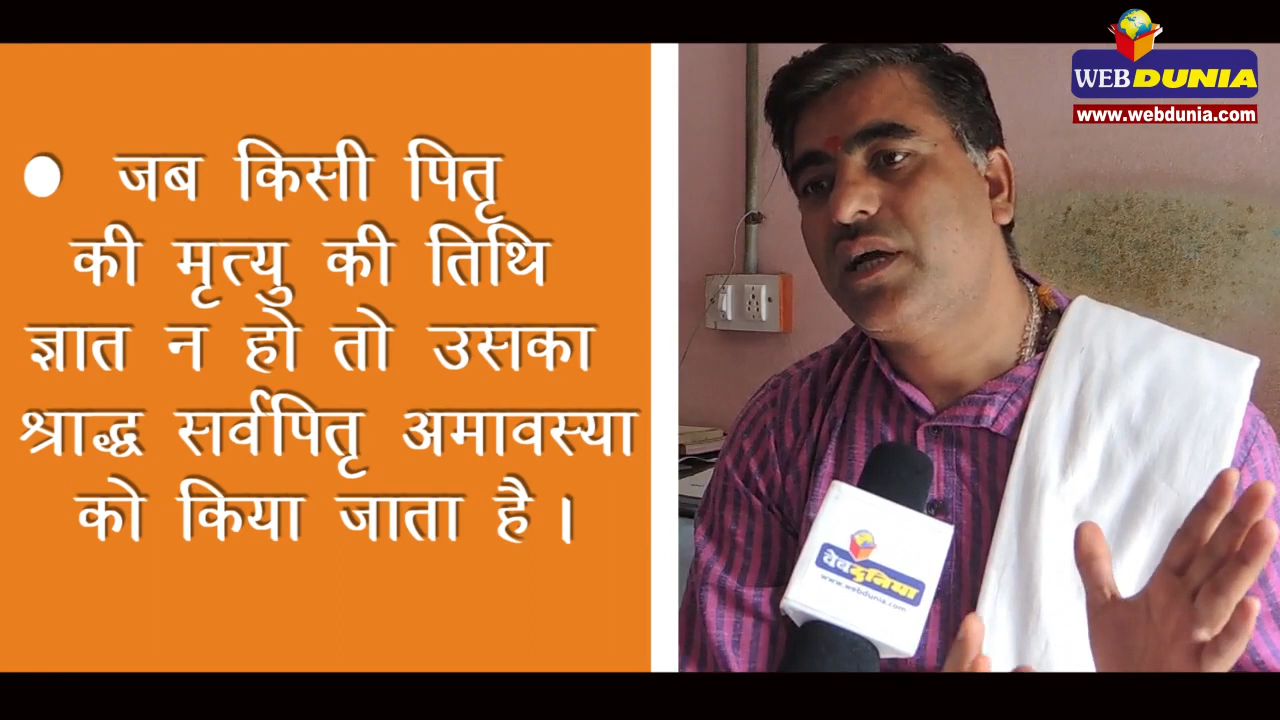 जब किसी पितृ
की मृत्यु की तिथि
ज्ञात न हो तो उसका
श्राद्ध सर्वपितृ अमावस्या
को किया जाता है।
WEBDUNIA
www.webdunia.com
वेबदुनिया
www.webdunia.com